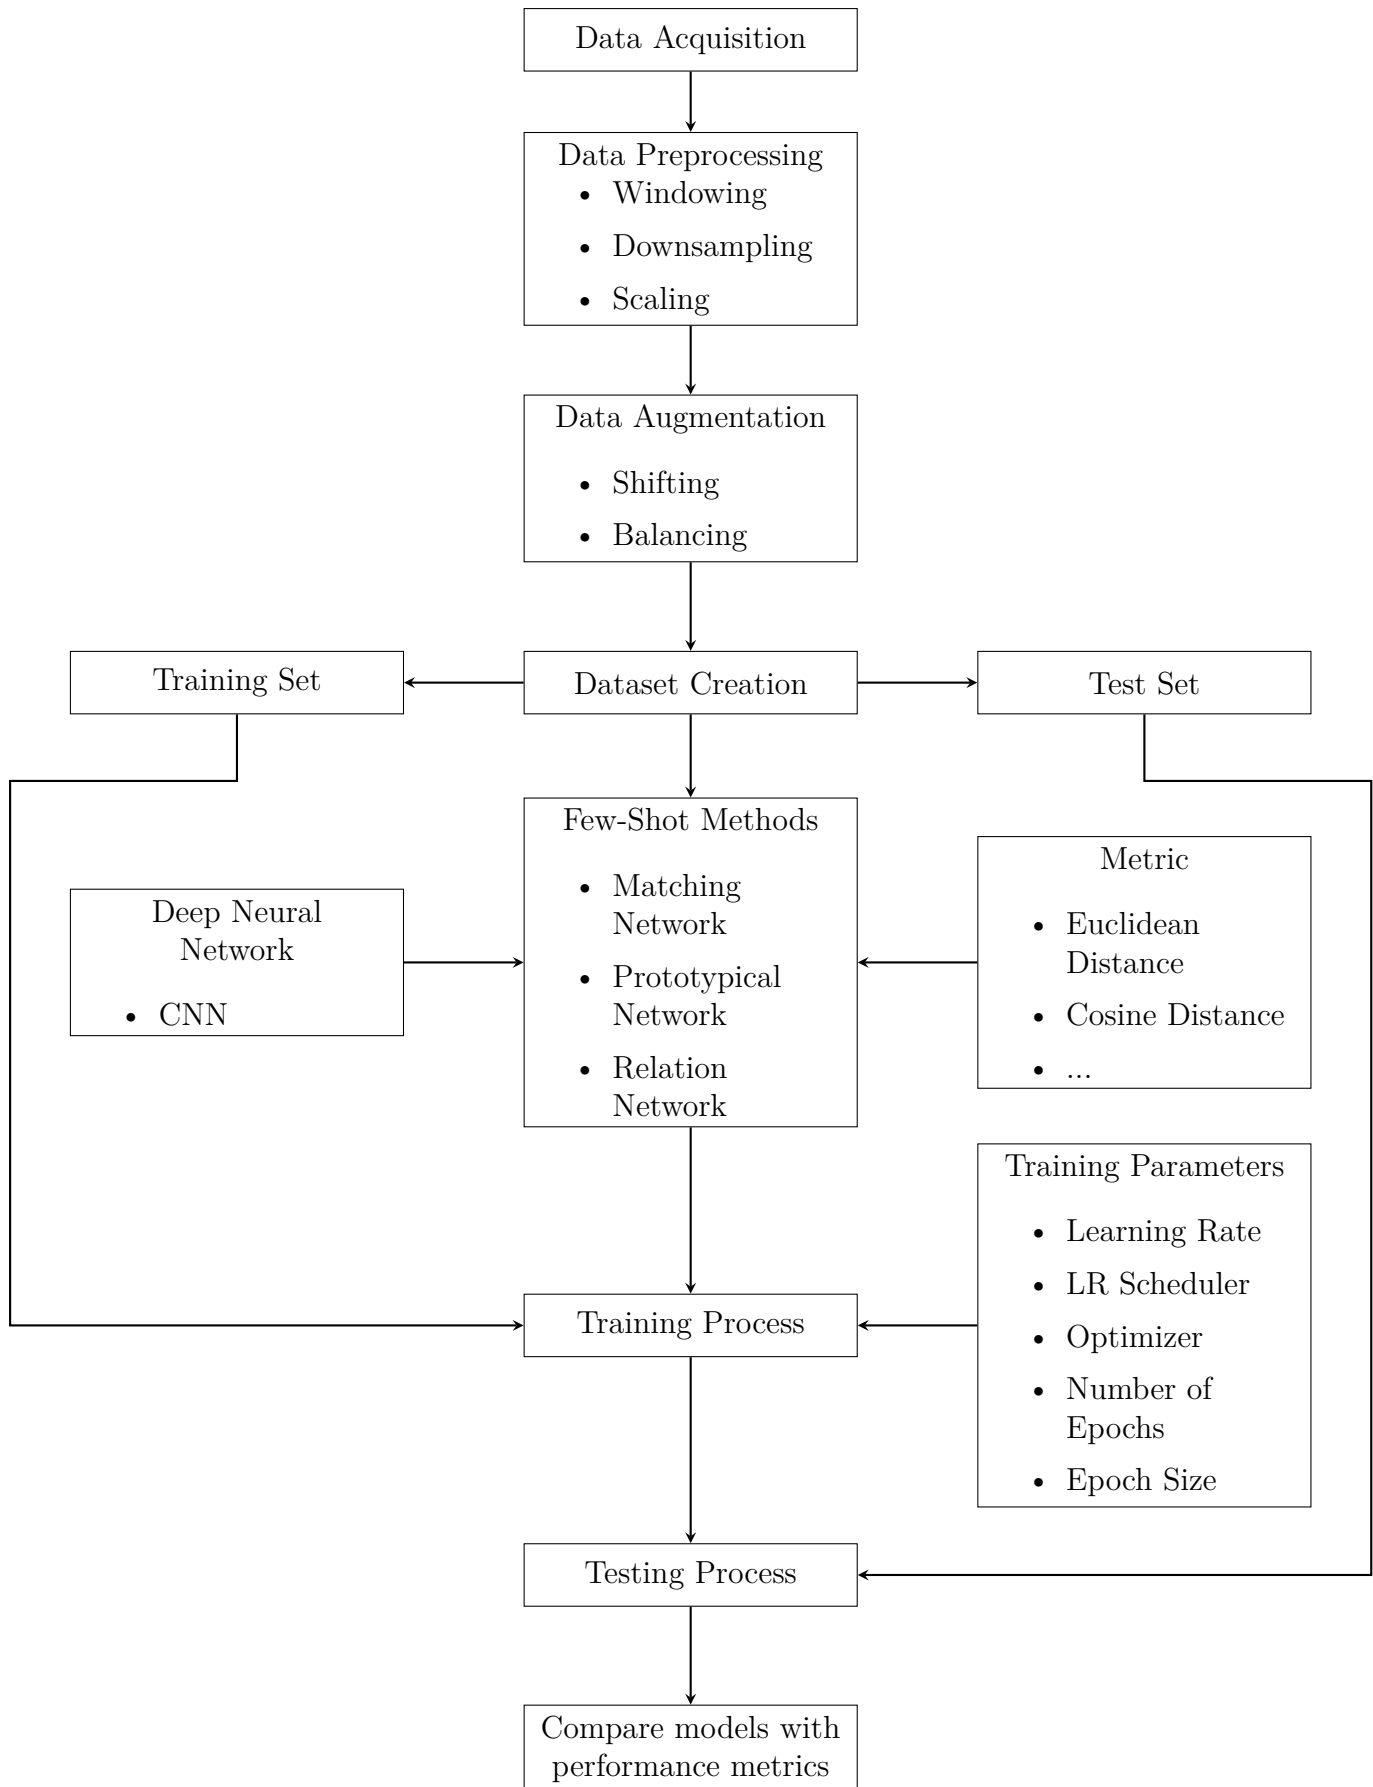 Data Acquisition
Data Preprocessing
• Windowing
• Downsampling
• Scaling
Data Augmentation
• Shifting
• Balancing
Training Set
Dataset Creation
Test Set
Few-Shot Methods
• Matching
Network
• Prototypical
Network
• Relation
Network
Deep Neural
Network
• CNN
Metric
• Euclidean
Distance
• Cosine Distance
• ...
Training Parameters
• Learning Rate
• LR Scheduler
• Optimizer
• Number of
Epochs
• Epoch Size
Training Process
Testing Process
Compare models with
performance metrics